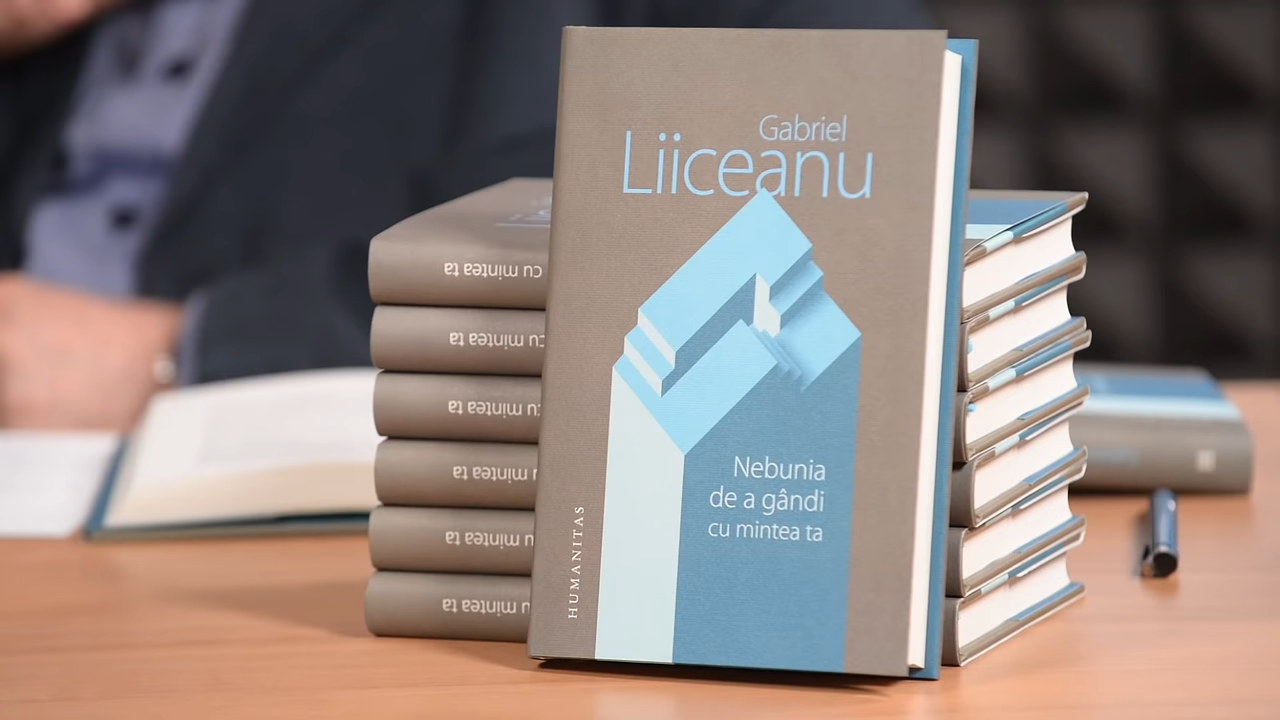 Gabriel
Liiceanu
Nebunia
de a gândi
cu mintea ta
HUMANITAS
cu mintea ta
cu mintea ta
cu mintea ta
mintea ta
mintea ta
mintea ta